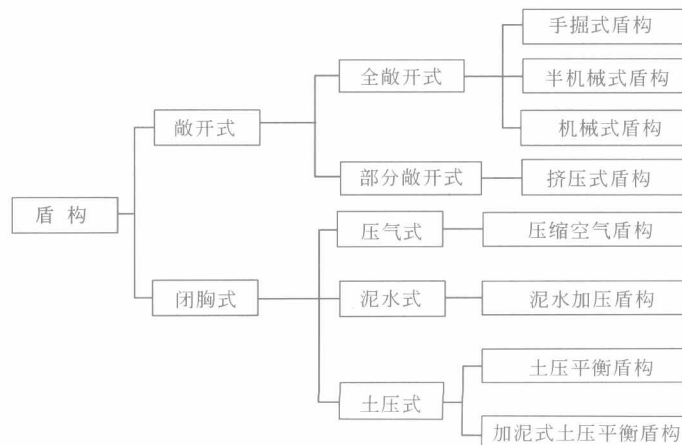 盾构
敞开式
全敞开式
手掘式盾构
半机械式盾构
机械式盾构
部分敞开式
挤压式盾构
闭胸式
压气式
压缩空气盾构
泥水式
泥水加压盾构
土压式
土压平衡盾构
加泥式土压平衡盾构